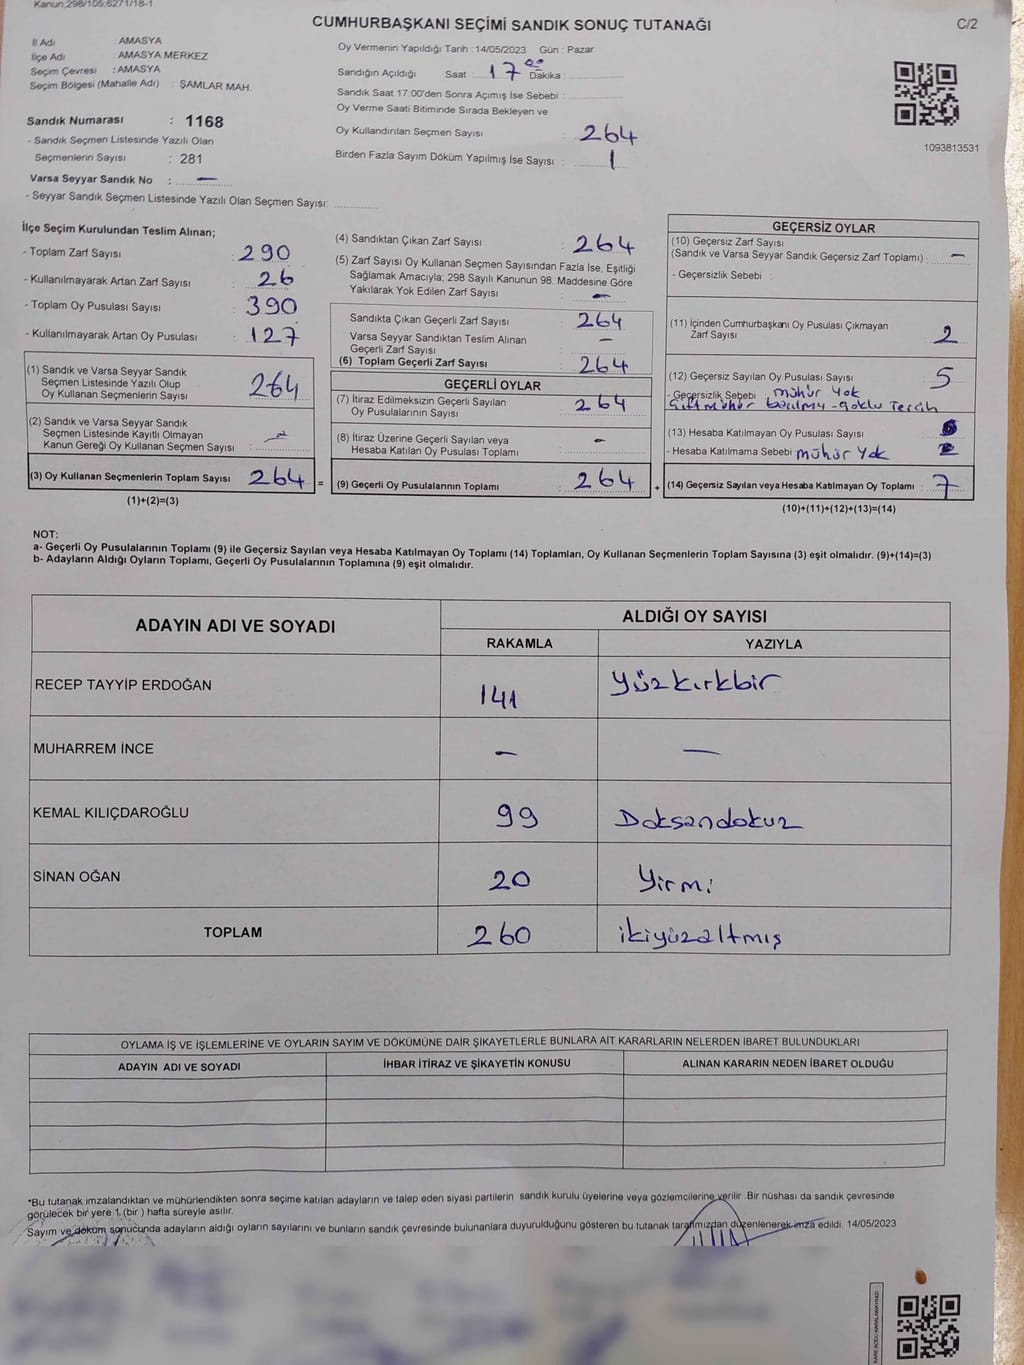 Kanun:298/105;6271/18-1
CUMHURBAŞKANI SEÇİMİ SANDIK SONUÇ TUTANAĞI
C/2
İl Adı : AMASYA
İlçe Adı : AMASYA MERKEZ
Seçim Çevresi : AMASYA
Seçim Bölgesi (Mahalle Adı) : ŞAMLAR MAH.
Sandık Numarası : 1168
- Sandık Seçmen Listesinde Yazılı Olan
Seçmenlerin Sayısı : 281
Varsa Seyyar Sandık No : —
- Seyyar Sandık Seçmen Listesinde Yazılı Olan Seçmen Sayısı:
Oy Vermenin Yapıldığı Tarih : 14/05/2023 Gün : Pazar
Sandığın Açıldığı Saat : 17 Dakika : 00
Sandık Saat 17:00'den Sonra Açımış İse Sebebi :
Oy Verme Saati Bitiminde Sırada Bekleyen ve
Oy Kullandırılan Seçmen Sayısı : 264
Birden Fazla Sayım Döküm Yapılmış İse Sayısı : 1
1093813531
İlçe Seçim Kurulundan Teslim Alınan;
- Toplam Zarf Sayısı : 290
- Kullanılmayarak Artan Zarf Sayısı : 26
- Toplam Oy Pusulası Sayısı : 390
- Kullanılmayarak Artan Oy Pusulası : 127
(1) Sandık ve Varsa Seyyar Sandık
Seçmen Listesinde Yazılı Olup
Oy Kullanan Seçmenlerin Sayısı : 264
(2) Sandık ve Varsa Seyyar Sandık
Seçmen Listesinde Kayıtlı Olmayan
Kanun Gereği Oy Kullanan Seçmen Sayısı :
(3) Oy Kullanan Seçmenlerin Toplam Sayısı : 264 =
(1)+(2)=(3)
(4) Sandıktan Çıkan Zarf Sayısı : 264
(5) Zarf Sayısı Oy Kullanan Seçmen Sayısından Fazla İse, Eşitliği
Sağlamak Amacıyla; 298 Sayılı Kanunun 98. Maddesine Göre
Yakılarak Yok Edilen Zarf Sayısı : —
Sandıkta Çıkan Geçerli Zarf Sayısı : 264
Varsa Seyyar Sandıktan Teslim Alınan
Geçerli Zarf Sayısı : —
(6) Toplam Geçerli Zarf Sayısı : 264
GEÇERLİ OYLAR
(7) İtiraz Edilmeksizin Geçerli Sayılan
Oy Pusulalarının Sayısı : 264
(8) İtiraz Üzerine Geçerli Sayılan veya
Hesaba Katılan Oy Pusulası Toplamı : —
(9) Geçerli Oy Pusulalarının Toplamı : 264 +
GEÇERSİZ OYLAR
(10) Geçersiz Zarf Sayısı
(Sandık ve Varsa Seyyar Sandık Geçersiz Zarf Toplamı) : —
- Geçersizlik Sebebi :
(11) İçinden Cumhurbaşkanı Oy Pusulası Çıkmayan
Zarf Sayısı : 2
(12) Geçersiz Sayılan Oy Pusulası Sayısı : 5
- Geçersizlik Sebebi : mühür yok
Çift mühür - Çoklu Tercih
(13) Hesaba Katılmayan Oy Pusulası Sayısı :
- Hesaba Katılmama Sebebi : mühür yok
(14) Geçersiz Sayılan veya Hesaba Katılmayan Oy Toplamı : 7
(10)+(11)+(12)+(13)=(14)
NOT:
a- Geçerli Oy Pusulalarının Toplamı (9) ile Geçersiz Sayılan veya Hesaba Katılmayan Oy Toplamı (14) Toplamları, Oy Kullanan Seçmenlerin Toplam Sayısına (3) eşit olmalıdır. (9)+(14)=(3)
b- Adayların Aldığı Oyların Toplamı, Geçerli Oy Pusulalarının Toplamına (9) eşit olmalıdır.
ADAYIN ADI VE SOYADI ALDIĞI OY SAYISI
RAKAMLA YAZIYLA
RECEP TAYYİP ERDOĞAN 141 Yüzkırkbir
MUHARREM İNCE — —
KEMAL KILIÇDAROĞLU 99 Doksandokuz
SİNAN OĞAN 20 Yirmi
TOPLAM 260 ikiyüzaltmış
OYLAMA İŞ VE İŞLEMLERİNE VE OYLARIN SAYIM VE DÖKÜMÜNE DAİR ŞİKAYETLERLE BUNLARA AİT KARARLARIN NELERDEN İBARET BULUNDUKLARI
ADAYIN ADI VE SOYADI İHBAR İTİRAZ VE ŞİKAYETİN KONUSU ALINAN KARARIN NEDEN İBARET OLDUĞU
*Bu tutanak imzalandıktan ve mühürlendikten sonra seçime katılan adayların ve talep eden siyasi partilerin sandık kurulu üyelerine veya gözlemcilerine verilir. Bir nüshası da sandık çevresinde
görülecek bir yere 1 (bir ) hafta süreyle asılır.
Sayım ve döküm sonucunda adayların aldığı oyların sayılarını ve bunların sandık çevresinde bulunanlara duyurulduğunu gösteren bu tutanak tarafımızdan düzenlenerek imza edildi. 14/05/2023